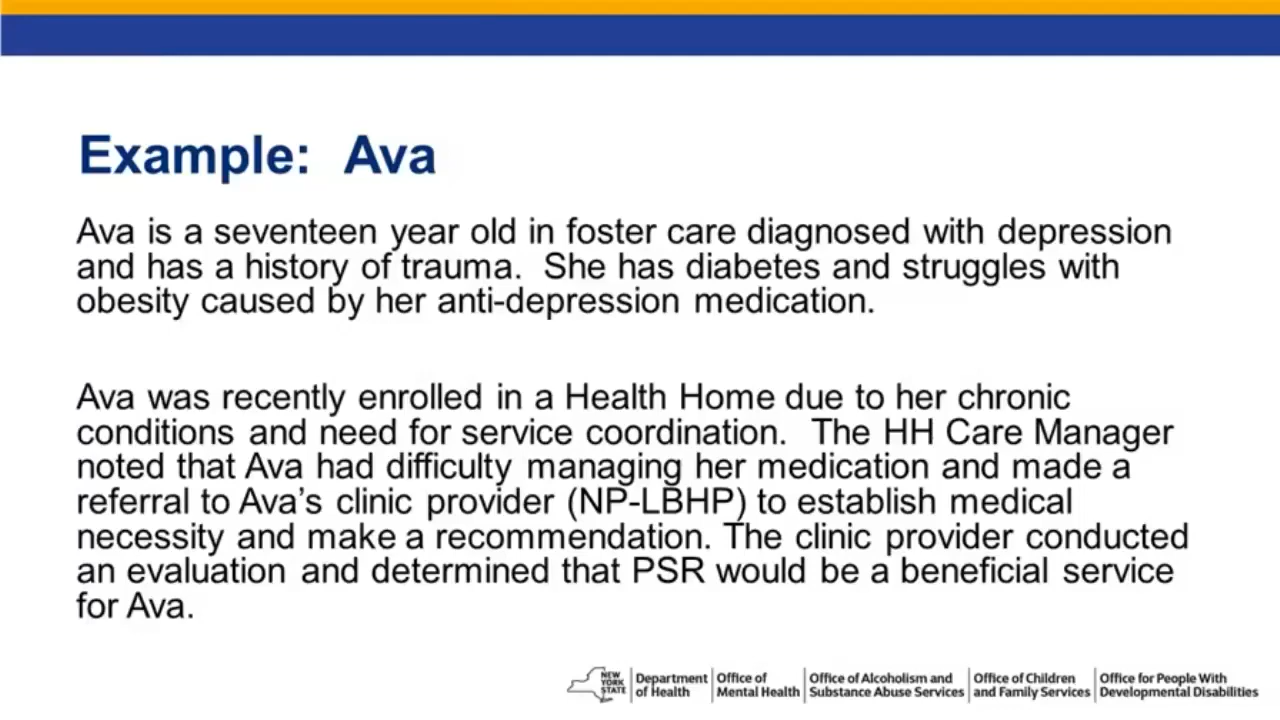 Example:  Ava
Ava is a seventeen year old in foster care diagnosed with depression
and has a history of trauma.  She has diabetes and struggles with
obesity caused by her anti-depression medication.
Ava was recently enrolled in a Health Home due to her chronic
conditions and need for service coordination.  The HH Care Manager
noted that Ava had difficulty managing her medication and made a
referral to Ava’s clinic provider (NP-LBHP) to establish medical
necessity and make a recommendation. The clinic provider conducted
an evaluation and determined that PSR would be a beneficial service
for Ava.
NEW
YORK
STATE
Department
of Health
Office of
Mental Health
Office of Alcoholism and
Substance Abuse Services
Office of Children
and Family Services
Office for People With
Developmental Disabilities